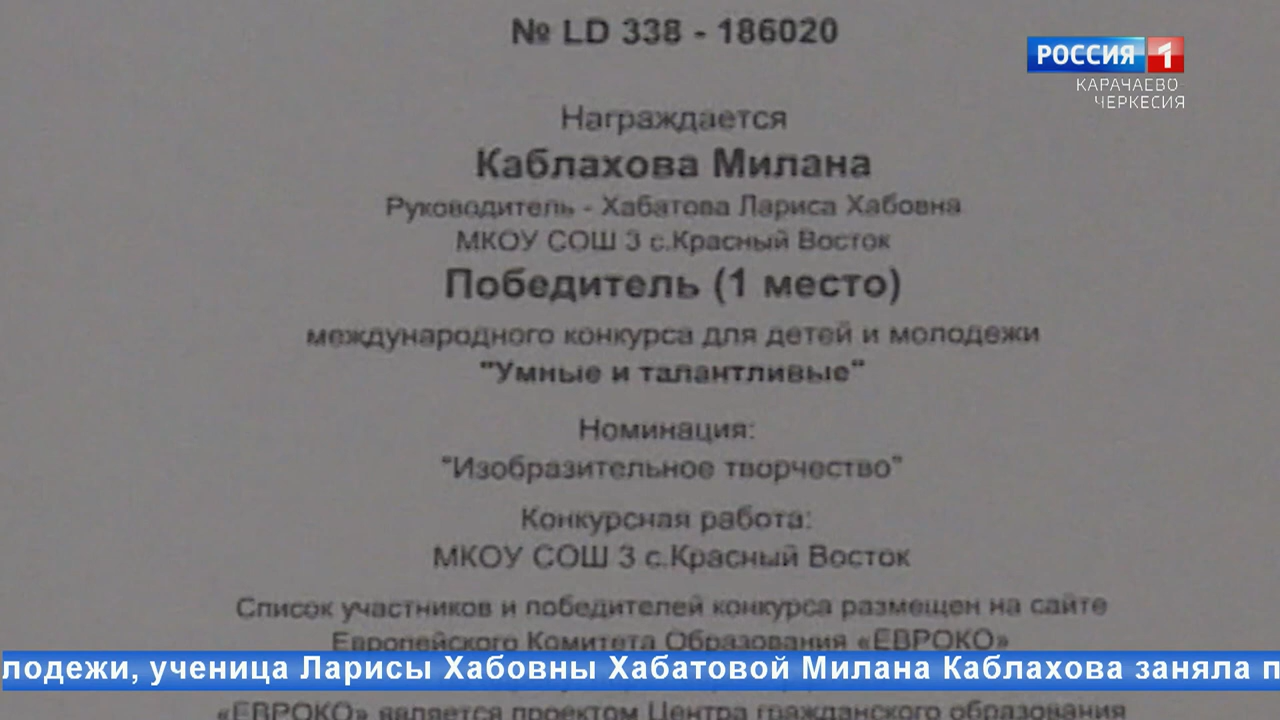 № LD 338 - 186020
РОССИЯ 1
КАРАЧАЕВО
ЧЕРКЕСИЯ
Награждается
Каблахова Милана
Руководитель - Хабатова Лариса Хабовна
МКОУ СОШ 3 с.Красный Восток
Победитель (1 место)
международного конкурса для детей и молодежи
"Умные и талантливые"
Номинация:
"Изобразительное творчество"
Конкурсная работа:
МКОУ СОШ 3 с.Красный Восток
Список участников и победителей конкурса размещен на сайте
Европейского Комитета Образования «ЕВРОКО»
лодежи, ученица Ларисы Хабовны Хабатовой Милана Каблахова заняла п
«ЕВРОКО» является проектом Центра гражданского образования